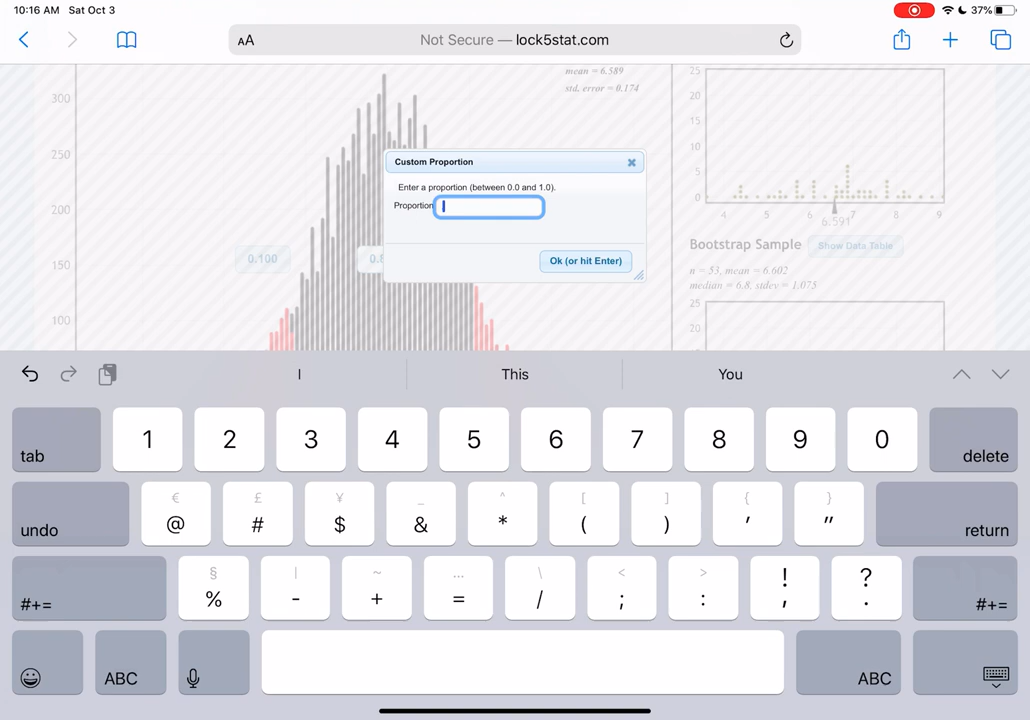 10:16 AM Sat Oct 3
37%
AA
Not Secure — lock5stat.com
mean = 6.589
std. error = 0.174
300
250
200
150
100
0.100
0.8
Custom Proportion
Enter a proportion (between 0.0 and 1.0).
Proportion
Ok (or hit Enter)
25
20
15
10
5
0
4 5 6 7 8 9
6.591
Bootstrap Sample
Show Data Table
n = 53, mean = 6.602
median = 6.8, stdev = 1.075
25
20
I
This
You
tab
1 2 3 4 5 6 7 8 9 0
delete
undo
€ £ ¥ _ ^ [ ] { }
@ # $ & * ( ) ' "
return
#+=
§ | ~ … \ < > ! ?
% - + = / ; : , .
#+=
ABC
ABC